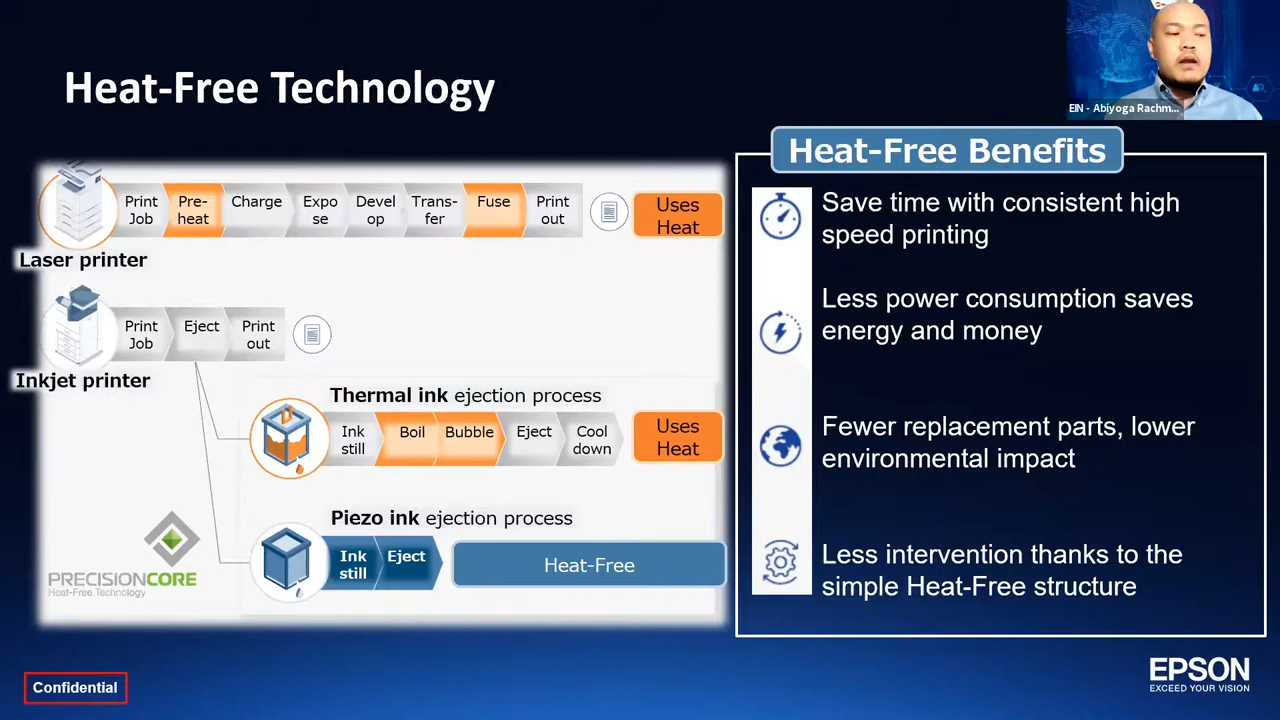 Heat-Free Technology
EIN - Abiyoga Rachm...
Print
Job
Pre-
heat
Charge
Expo
se
Devel
op
Trans-
fer
Fuse
Print
out
Uses
Heat
Laser printer
Print
Job
Eject
Print
out
Inkjet printer
Thermal ink ejection process
Ink
still
Boil
Bubble
Eject
Cool
down
Uses
Heat
Piezo ink ejection process
Ink
still
Eject
Heat-Free
PRECISIONCORE
Heat-Free Technology
Heat-Free Benefits
Save time with consistent high
speed printing
Less power consumption saves
energy and money
Fewer replacement parts, lower
environmental impact
Less intervention thanks to the
simple Heat-Free structure
Confidential
EPSON
EXCEED YOUR VISION